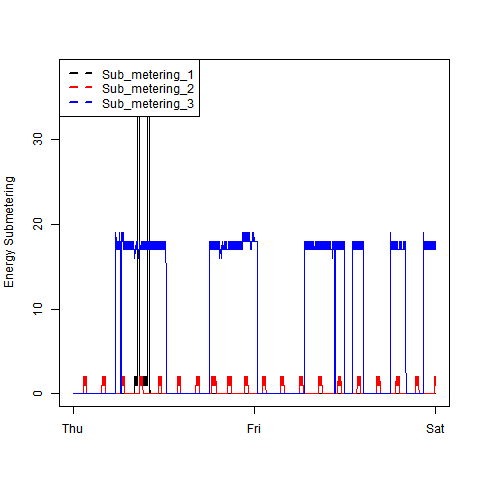 Sub_metering_1
Sub_metering_2
Sub_metering_3
Energy Submetering
30
20
10
0
Thu
Fri
Sat